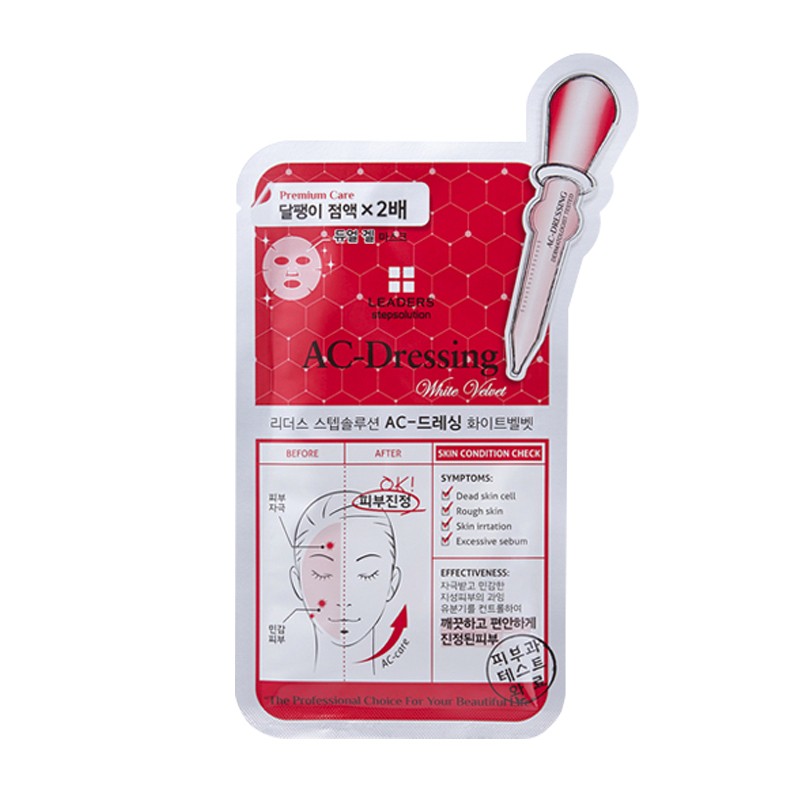 Premium Care
달팽이 점액×2배
듀얼 겔 마스크
AC-DRESSING
DERMATOLOGIST TESTED
LEADERS
stepsolution
AC-Dressing
White Velvet
리더스 스텝솔루션 AC-드레싱 화이트벨벳
BEFORE
AFTER
SKIN CONDITION CHECK
피부
자극
OK!
피부진정
민감
피부
AC-care
SYMPTOMS:
Dead skin cell
Rough skin
Skin irrtation
Excessive sebum
EFFECTIVENESS:
자극받고 민감한
지성피부의 과잉
유분기를 컨트롤하여
깨끗하고 편안하게
진정된피부
피부과
테스트
완료
"The Professional Choice For Your Beautiful Life"